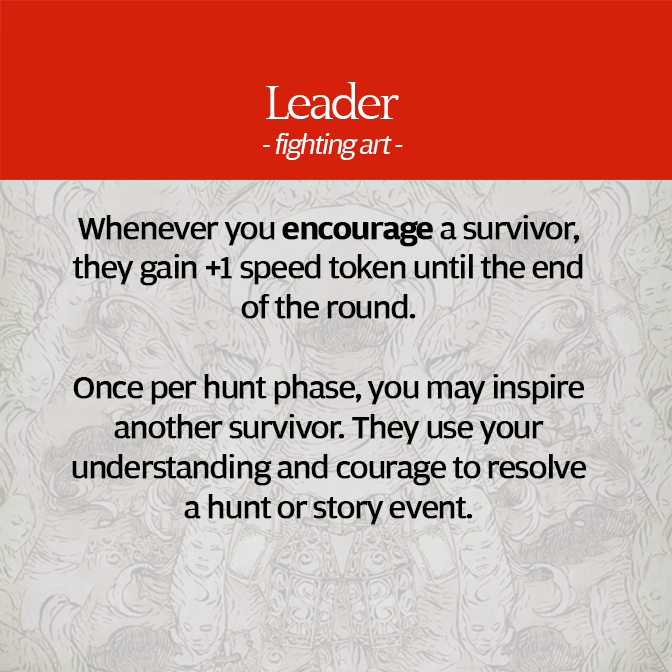 Leader
- fighting art -
Whenever you encourage a survivor,
they gain +1 speed token until the end
of the round.
Once per hunt phase, you may inspire
another survivor. They use your
understanding and courage to resolve
a hunt or story event.